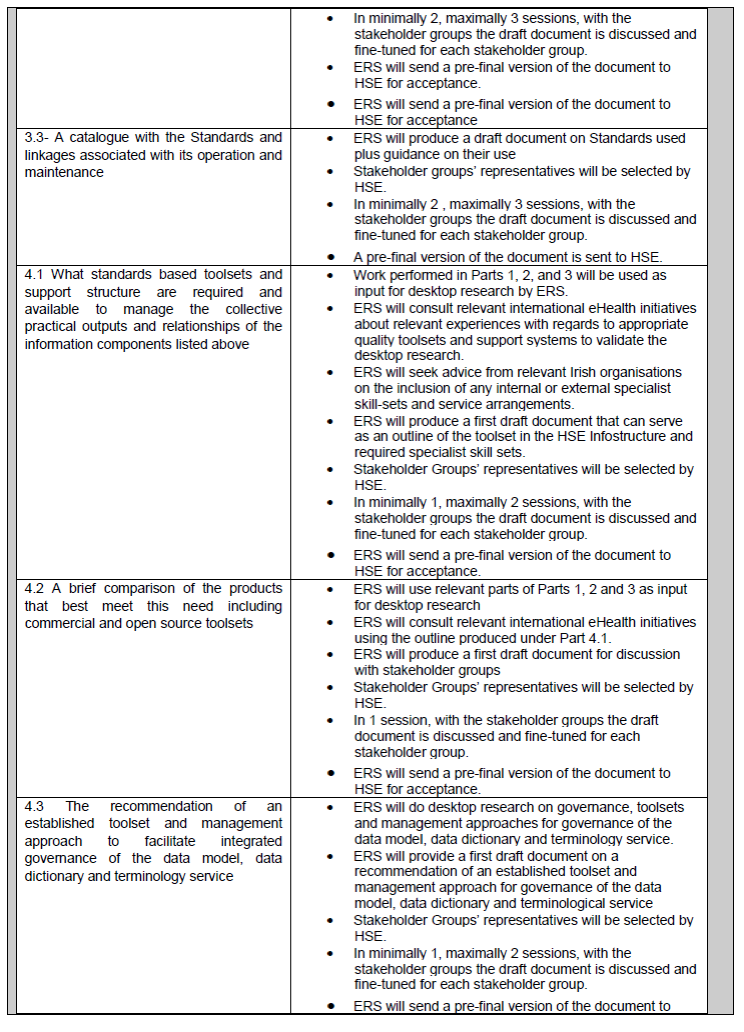 • In minimally 2, maximally 3 sessions, with the
stakeholder groups the draft document is discussed and
fine-tuned for each stakeholder group.
• ERS will send a pre-final version of the document to
HSE for acceptance.
• ERS will send a pre-final version of the document to
HSE for acceptance
3.3- A catalogue with the Standards and
linkages associated with its operation and
maintenance
• ERS will produce a draft document on Standards used
plus guidance on their use
• Stakeholder groups' representatives will be selected by
HSE.
• In minimally 2 , maximally 3 sessions, with the
stakeholder groups the draft document is discussed and
fine-tuned for each stakeholder group.
• A pre-final version of the document is sent to HSE.
4.1 What standards based toolsets and
support structure are required and
available to manage the collective
practical outputs and relationships of the
information components listed above
• Work performed in Parts 1, 2, and 3 will be used as
input for desktop research by ERS.
• ERS will consult relevant international eHealth initiatives
about relevant experiences with regards to appropriate
quality toolsets and support systems to validate the
desktop research.
• ERS will seek advice from relevant Irish organisations
on the inclusion of any internal or external specialist
skill-sets and service arrangements.
• ERS will produce a first draft document that can serve
as an outline of the toolset in the HSE Infostructure and
required specialist skill sets.
• Stakeholder Groups' representatives will be selected by
HSE.
• In minimally 1, maximally 2 sessions, with the
stakeholder groups the draft document is discussed and
fine-tuned for each stakeholder group.
• ERS will send a pre-final version of the document to
HSE for acceptance.
4.2 A brief comparison of the products
that best meet this need including
commercial and open source toolsets
• ERS will use relevant parts of Parts 1, 2 and 3 as input
for desktop research
• ERS will consult relevant international eHealth initiatives
using the outline produced under Part 4.1.
• ERS will produce a first draft document for discussion
with stakeholder groups
• Stakeholder Groups' representatives will be selected by
HSE.
• In 1 session, with the stakeholder groups the draft
document is discussed and fine-tuned for each
stakeholder group.
• ERS will send a pre-final version of the document to
HSE for acceptance.
4.3 The recommendation of an
established toolset and management
approach to facilitate integrated
governance of the data model, data
dictionary and terminology service
• ERS will do desktop research on governance, toolsets
and management approaches for governance of the
data model, data dictionary and terminology service.
• ERS will provide a first draft document on a
recommendation of an established toolset and
management approach for governance of the data
model, data dictionary and terminological service
• Stakeholder Groups' representatives will be selected by
HSE.
• In minimally 1, maximally 2 sessions, with the
stakeholder groups the draft document is discussed and
fine-tuned for each stakeholder group.
• ERS will send a pre-final version of the document to